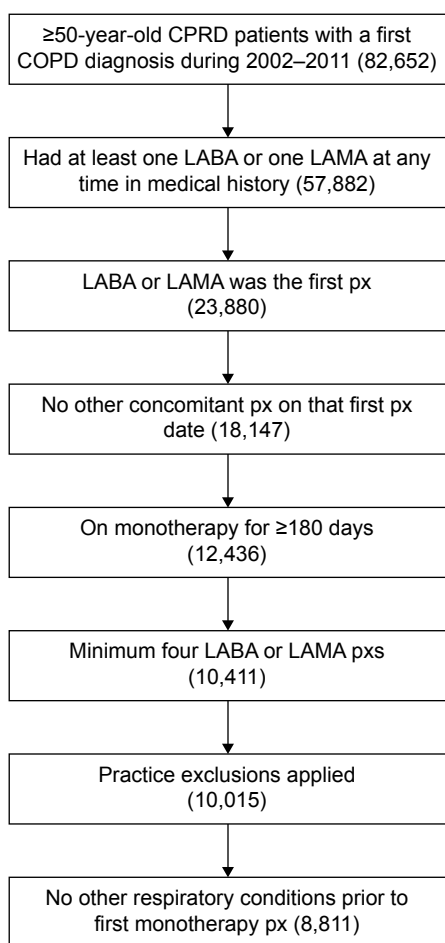 ≥50-year-old CPRD patients with a first
COPD diagnosis during 2002–2011 (82,652)
Had at least one LABA or one LAMA at any
time in medical history (57,882)
LABA or LAMA was the first px
(23,880)
No other concomitant px on that first px
date (18,147)
On monotherapy for ≥180 days
(12,436)
Minimum four LABA or LAMA pxs
(10,411)
Practice exclusions applied
(10,015)
No other respiratory conditions prior to
first monotherapy px (8,811)